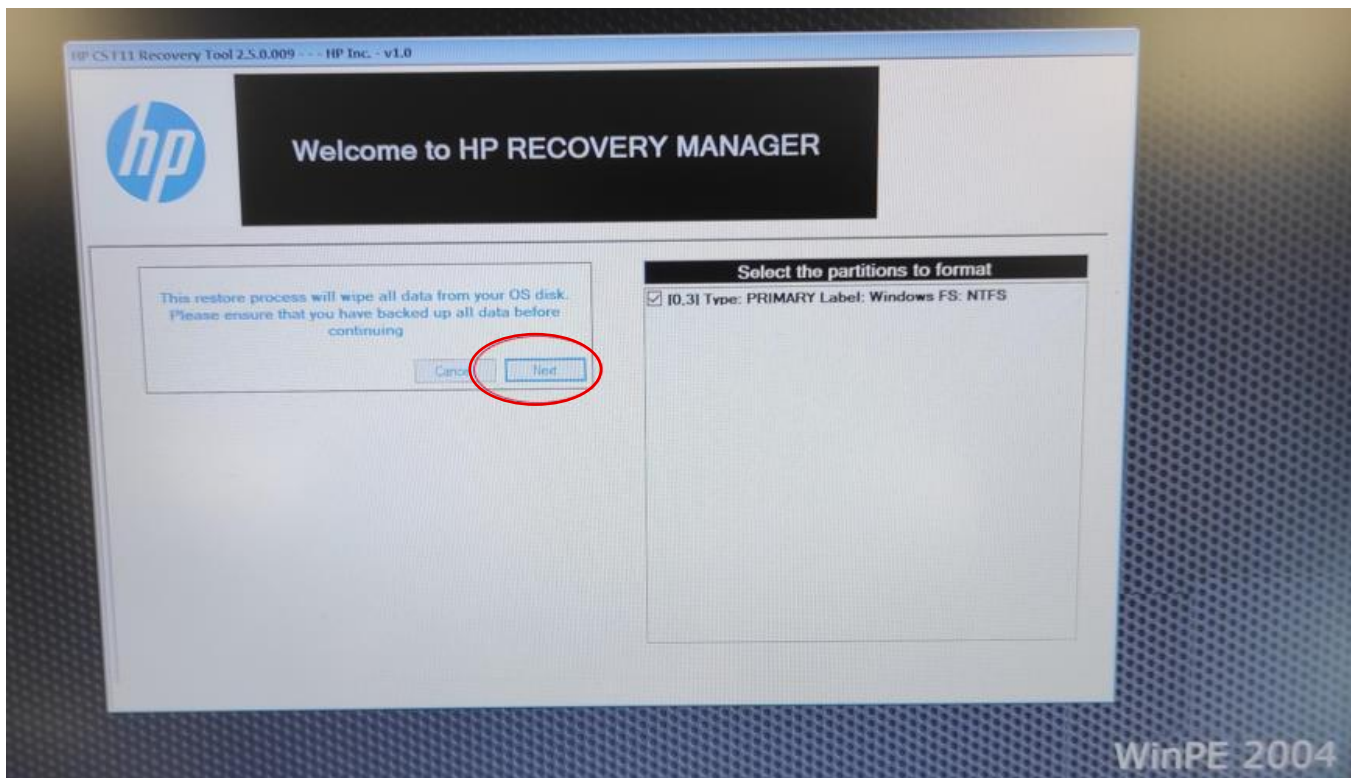 HP CST11 Recovery Tool 2.5.0.009 - - - HP Inc. - v1.0
hp
Welcome to HP RECOVERY MANAGER
This restore process will wipe all data from your OS disk.
Please ensure that you have backed up all data before
continuing
Cancel
Next
Select the partitions to format
[0,3] Type: PRIMARY Label: Windows FS: NTFS
WinPE 2004